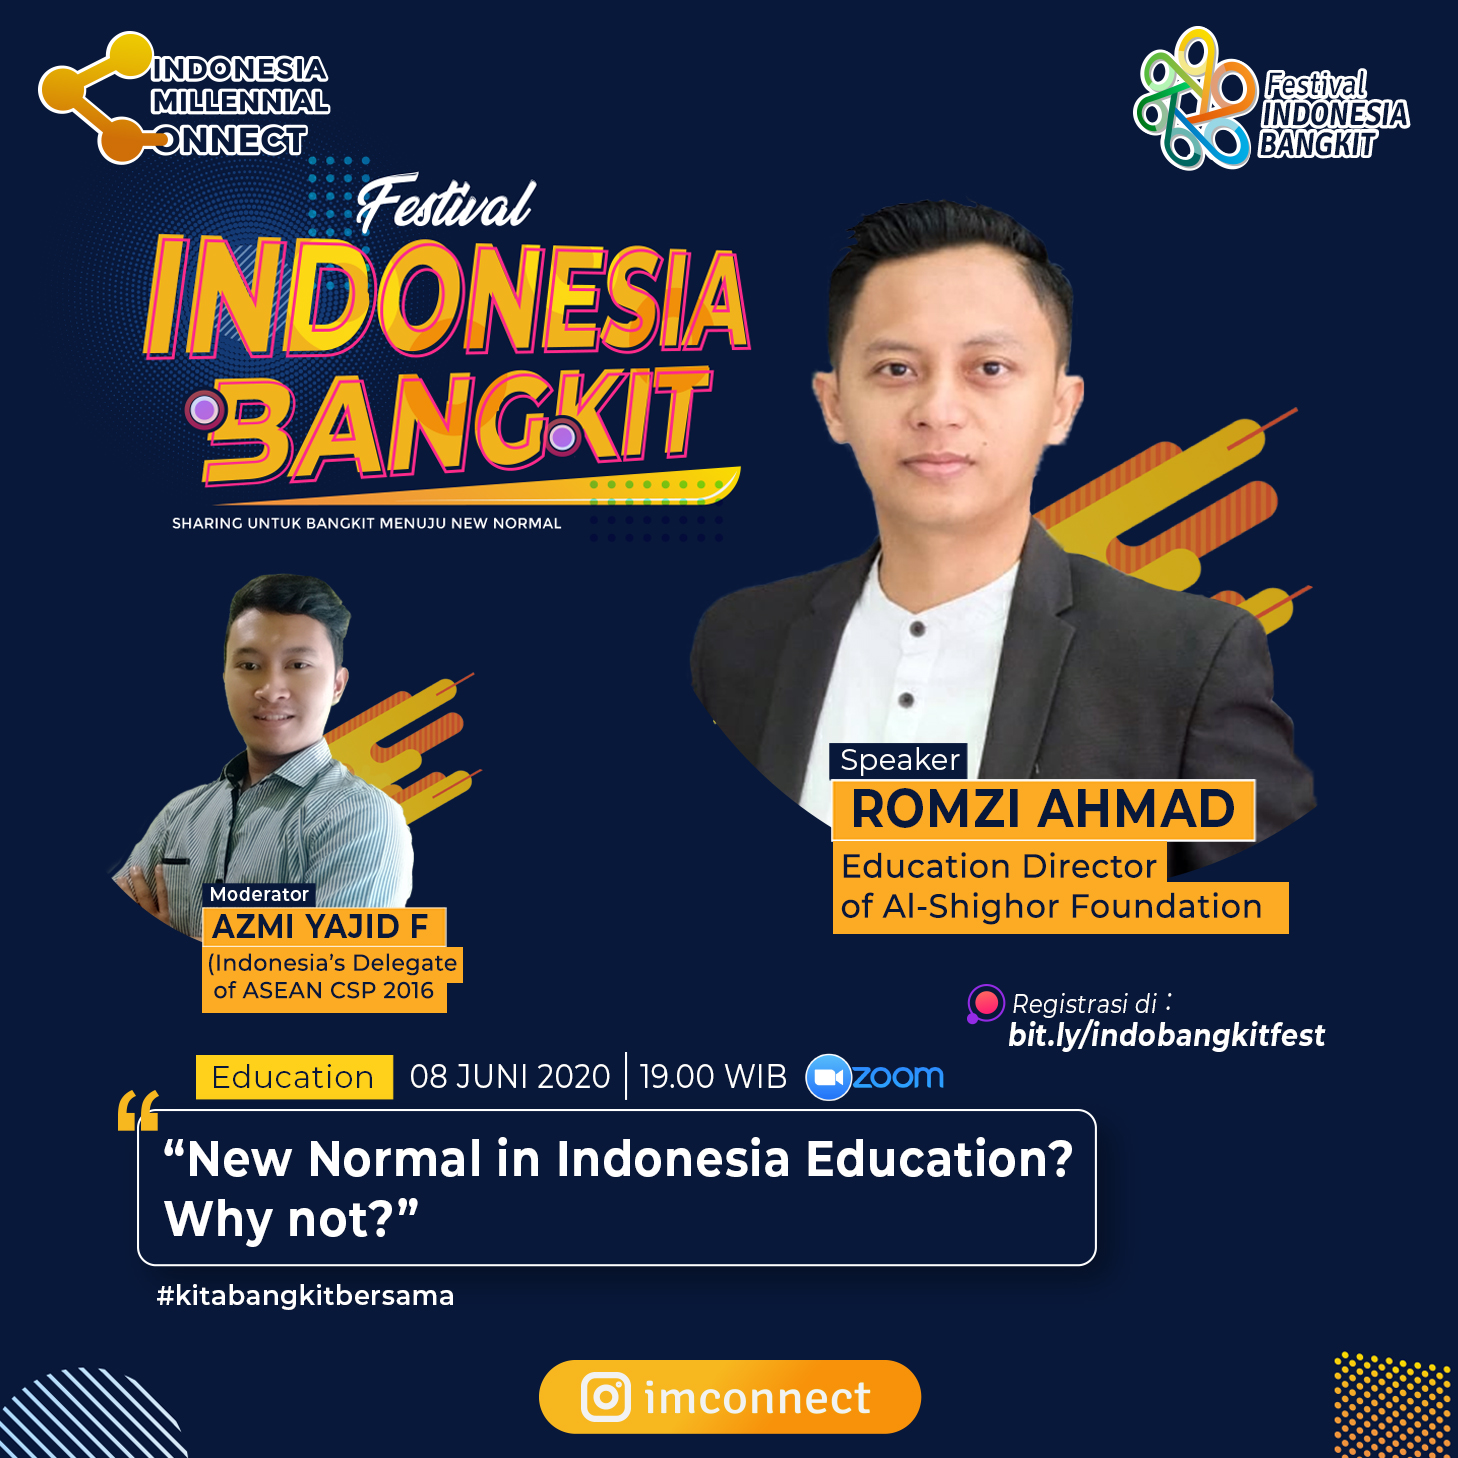 INDONESIA
MILLENNIAL
CONNECT
Festival
INDONESIA
BANGKIT
Festival
INDONESIA
BANGKIT
SHARING UNTUK BANGKIT MENUJU NEW NORMAL
Speaker
ROMZI AHMAD
Education Director
of Al-Shighor Foundation
Moderator
AZMI YAJID F
(Indonesia's Delegate
of ASEAN CSP 2016
Registrasi di :
bit.ly/indobangkitfest
Education 08 JUNI 2020 | 19.00 WIB zoom
“New Normal in Indonesia Education?
Why not?”
#kitabangkitbersama
imconnect